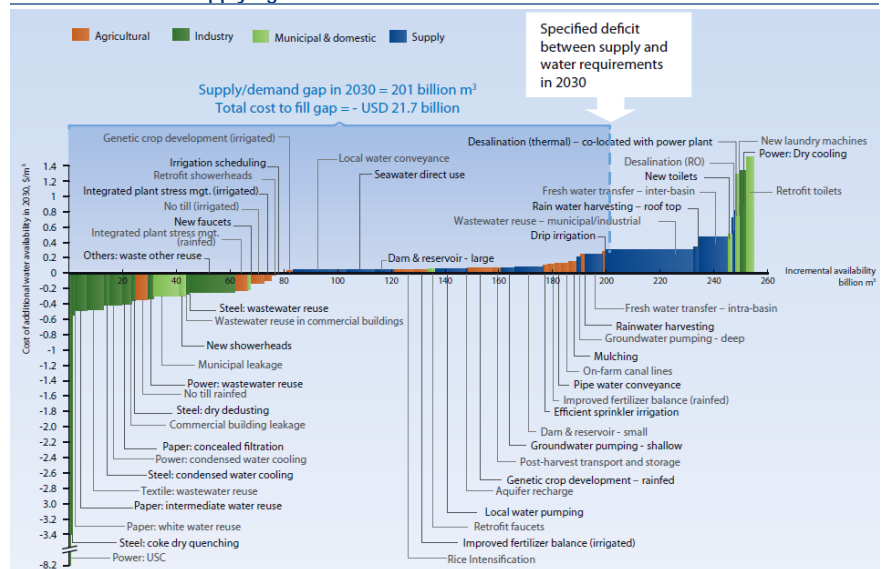 Agricultural
Industry
Municipal & domestic
Supply
Specified deficit
between supply and
water requirements
in 2030
Supply/demand gap in 2030 = 201 billion m³
Total cost to fill gap = - USD 21.7 billion
Genetic crop development (irrigated)
Irrigation scheduling
Retrofit showerheads
Integrated plant stress mgt. (irrigated)
No till (irrigated)
New faucets
Integrated plant stress mgt.
(rainfed)
Others: waste other reuse
Local water conveyance
Seawater direct use
Dam & reservoir - large
Desalination (thermal) – co-located with power plant
Desalination (RO)
New toilets
Fresh water transfer – inter-basin
Rain water harvesting – roof top
Wastewater reuse – municipal/industrial
Drip irrigation
New laundry machines
Power: Dry cooling
Retrofit toilets
Cost of additional water availability in 2030, $/m³
1.4
1.2
1
0.8
0.6
0.4
0.2
0
-0.2
-0.4
-0.6
-0.8
-1
-1.2
-1.4
-1.6
-1.8
2.0
-2.2
-2.4
-2.6
-2.8
3.0
-3.2
-3.4
-8.2
20 40 60 80 100 120 140 160 180 200 220 240 260
Incremental availability
billion m³
Steel: wastewater reuse
Wastewater reuse in commercial buildings
New showerheads
Municipal leakage
Power: wastewater reuse
No till rainfed
Steel: dry dedusting
Commercial building leakage
Paper: concealed filtration
Power: condensed water cooling
Steel: condensed water cooling
Textile: wastewater reuse
Paper: intermediate water reuse
Paper: white water reuse
Steel: coke dry quenching
Power: USC
Fresh water transfer – intra-basin
Rainwater harvesting
Groundwater pumping - deep
Mulching
On-farm canal lines
Pipe water conveyance
Improved fertilizer balance (rainfed)
Efficient sprinkler irrigation
Dam & reservoir - small
Groundwater pumping - shallow
Post-harvest transport and storage
Genetic crop development – rainfed
Aquifer recharge
Local water pumping
Retrofit faucets
Improved fertilizer balance (irrigated)
Rice Intensification